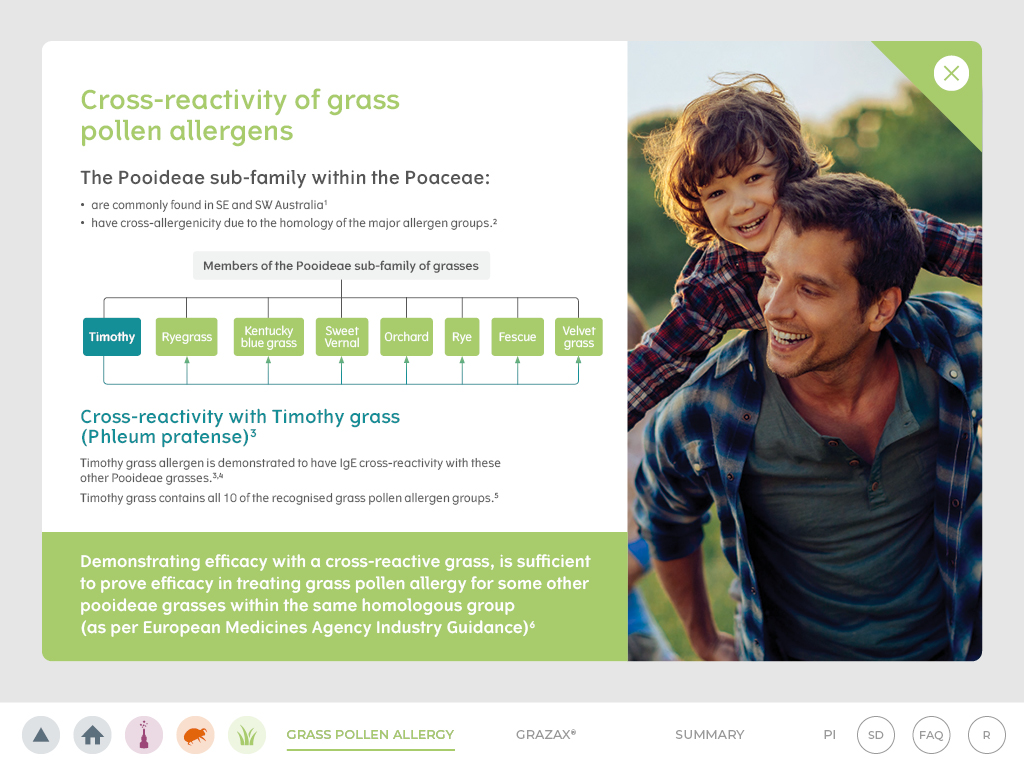 Cross-reactivity of grass
pollen allergens
The Pooideae sub-family within the Poaceae:
• are commonly found in SE and SW Australia¹
• have cross-allergenicity due to the homology of the major allergen groups.²
Members of the Pooideae sub-family of grasses
Timothy
Ryegrass
Kentucky
blue grass
Sweet
Vernal
Orchard
Rye
Fescue
Velvet
grass
Cross-reactivity with Timothy grass
(Phleum pratense)³
Timothy grass allergen is demonstrated to have IgE cross-reactivity with these
other Pooideae grasses.³,⁴
Timothy grass contains all 10 of the recognised grass pollen allergen groups.⁵
Demonstrating efficacy with a cross-reactive grass, is sufficient
to prove efficacy in treating grass pollen allergy for some other
pooideae grasses within the same homologous group
(as per European Medicines Agency Industry Guidance)⁶
GRASS POLLEN ALLERGY
GRAZAX®
SUMMARY
PI
SD
FAQ
R